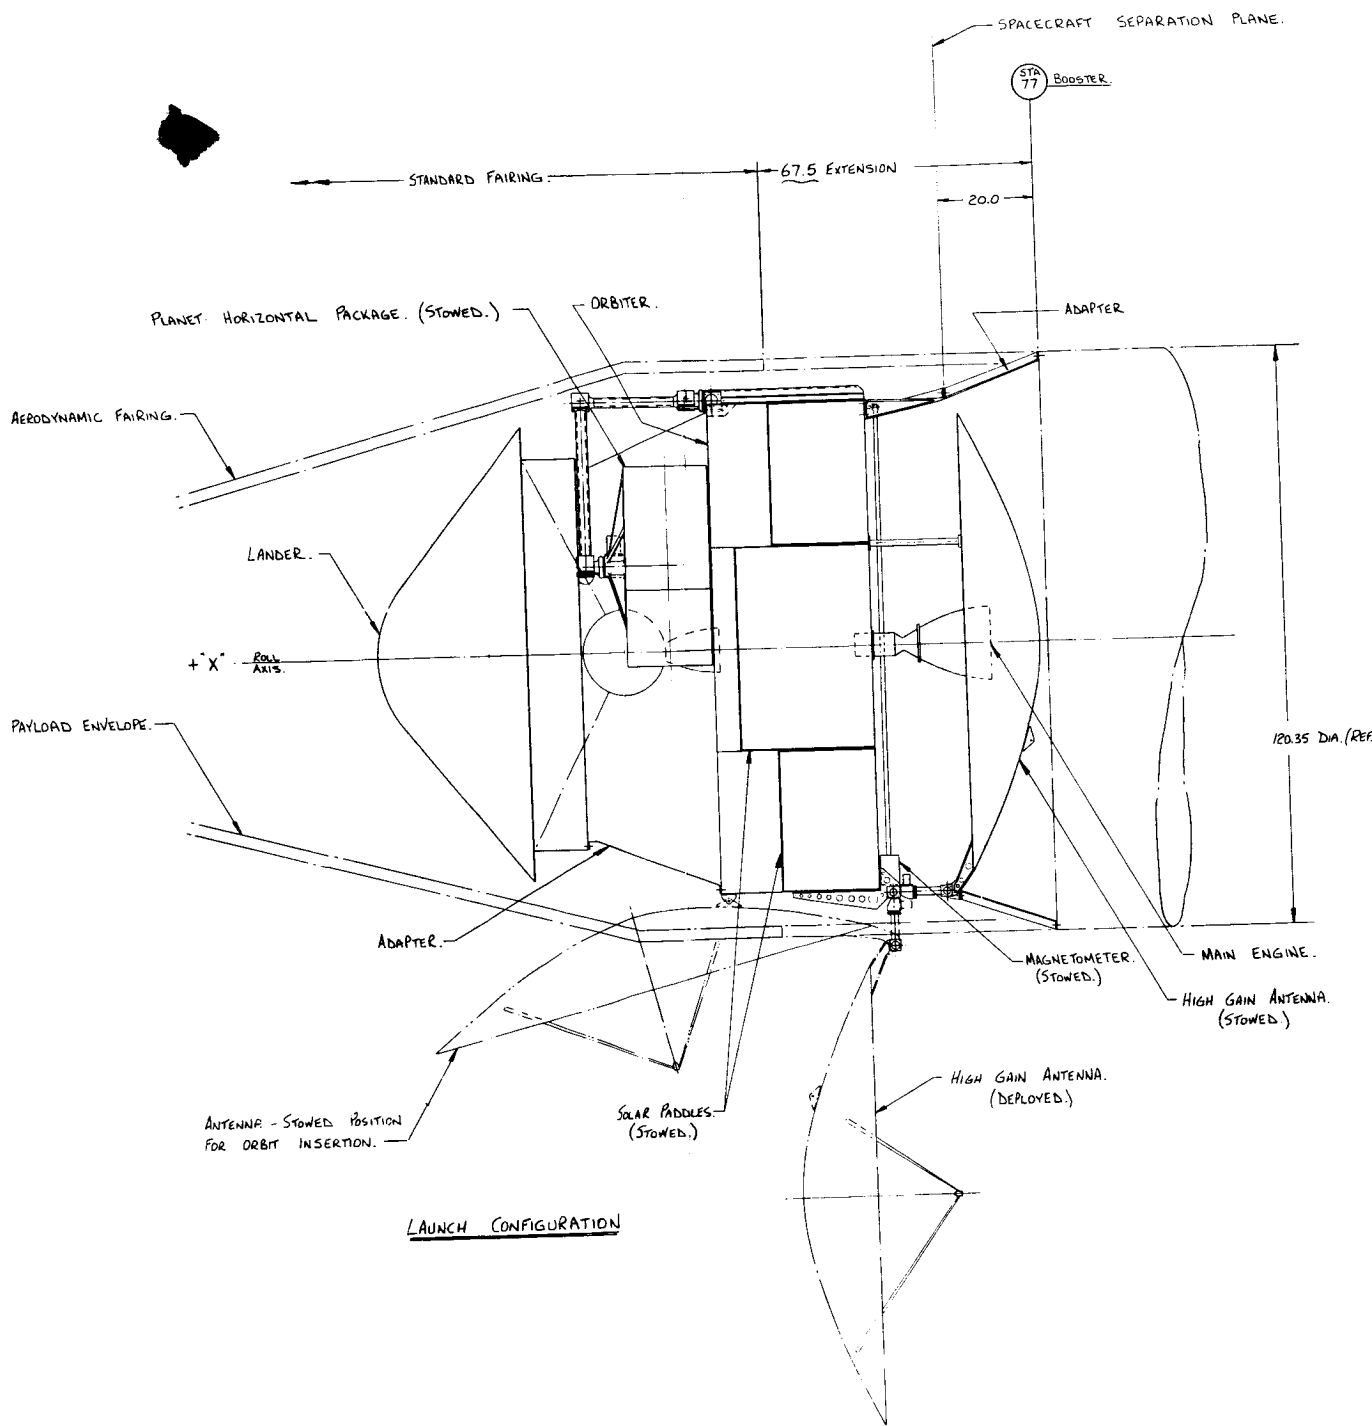 SPACECRAFT SEPARATION PLANE.
STA
77
BOOSTER.
STANDARD FAIRING.
67.5 EXTENSION
20.0
PLANET HORIZONTAL PACKAGE. (STOWED.)
ORBITER.
ADAPTER
AERODYNAMIC FAIRING.
LANDER.
+"X" ROLL
AXIS.
PAYLOAD ENVELOPE.
120.35 DIA. (REF.
ADAPTER.
MAGNETOMETER.
(STOWED.)
MAIN ENGINE.
HIGH GAIN ANTENNA.
(STOWED.)
HIGH GAIN ANTENNA.
(DEPLOYED.)
SOLAR PADDLES.
(STOWED.)
ANTENNA - STOWED POSITION
FOR ORBIT INSERTION.
LAUNCH CONFIGURATION